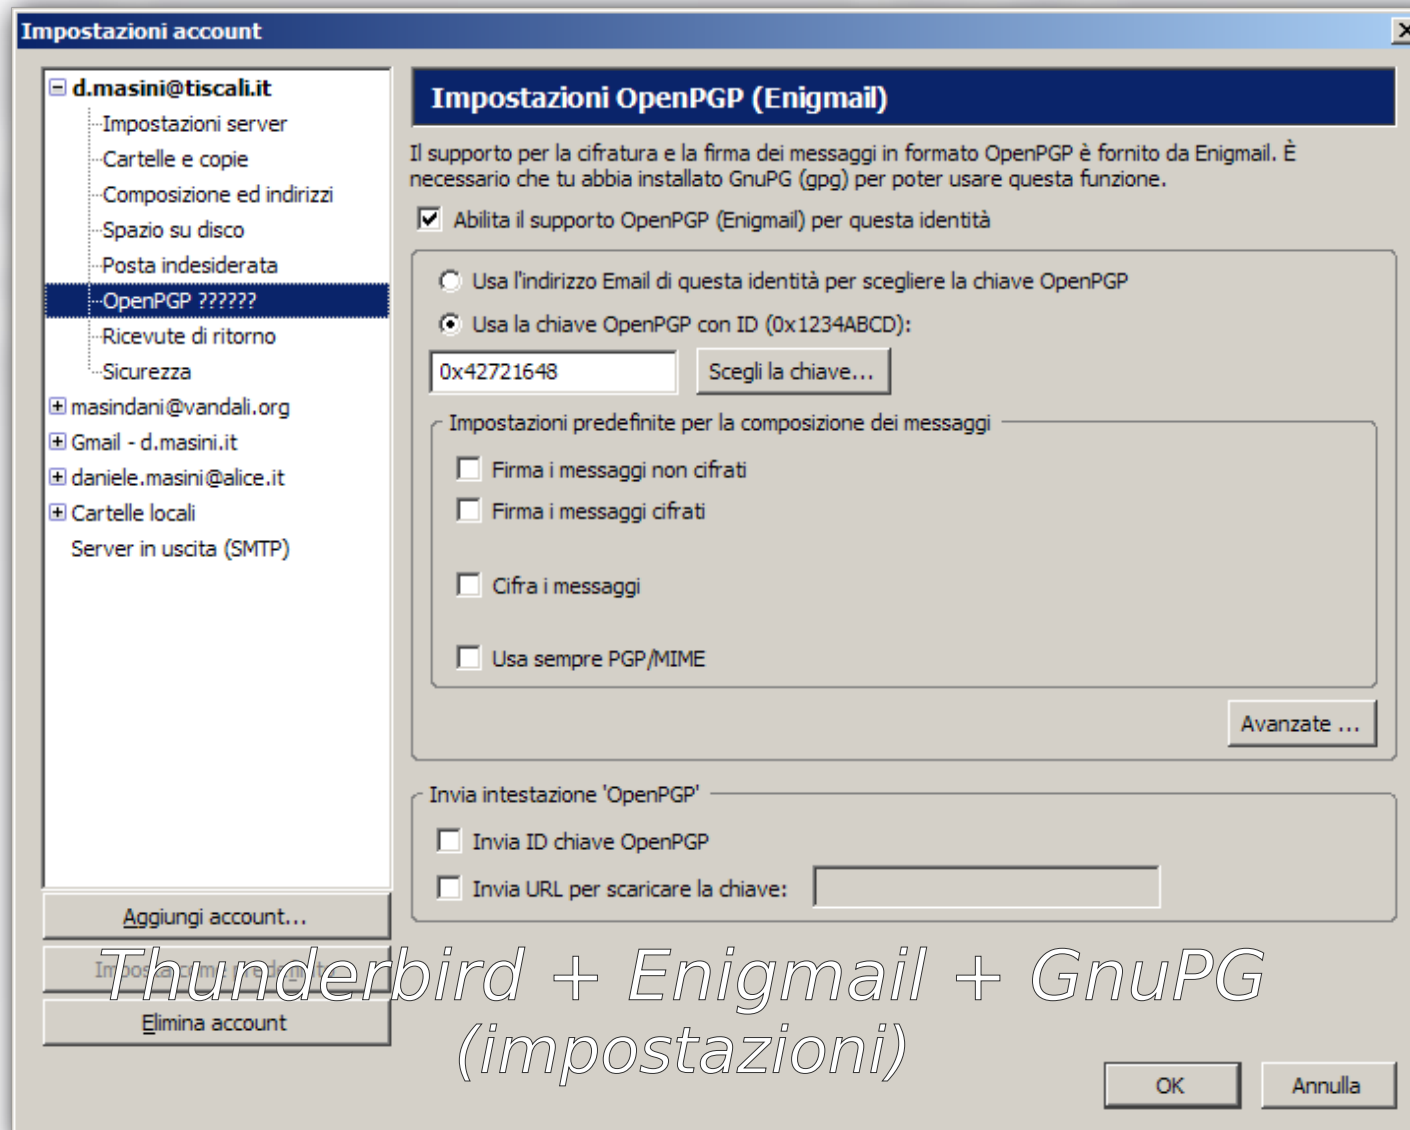 Impostazioni account
d.masini@tiscali.it
Impostazioni server
Cartelle e copie
Composizione ed indirizzi
Spazio su disco
Posta indesiderata
OpenPGP ??????
Ricevute di ritorno
Sicurezza
masindani@vandali.org
Gmail - d.masini.it
daniele.masini@alice.it
Cartelle locali
Server in uscita (SMTP)
Aggiungi account...
Imposta come predefinito
Elimina account
Impostazioni OpenPGP (Enigmail)
Il supporto per la cifratura e la firma dei messaggi in formato OpenPGP è fornito da Enigmail. È
necessario che tu abbia installato GnuPG (gpg) per poter usare questa funzione.
Abilita il supporto OpenPGP (Enigmail) per questa identità
Usa l'indirizzo Email di questa identità per scegliere la chiave OpenPGP
Usa la chiave OpenPGP con ID (0x1234ABCD):
0x42721648
Scegli la chiave...
Impostazioni predefinite per la composizione dei messaggi
Firma i messaggi non cifrati
Firma i messaggi cifrati
Cifra i messaggi
Usa sempre PGP/MIME
Avanzate ...
Invia intestazione 'OpenPGP'
Invia ID chiave OpenPGP
Invia URL per scaricare la chiave:
Thunderbird + Enigmail + GnuPG
(impostazioni)
OK
Annulla